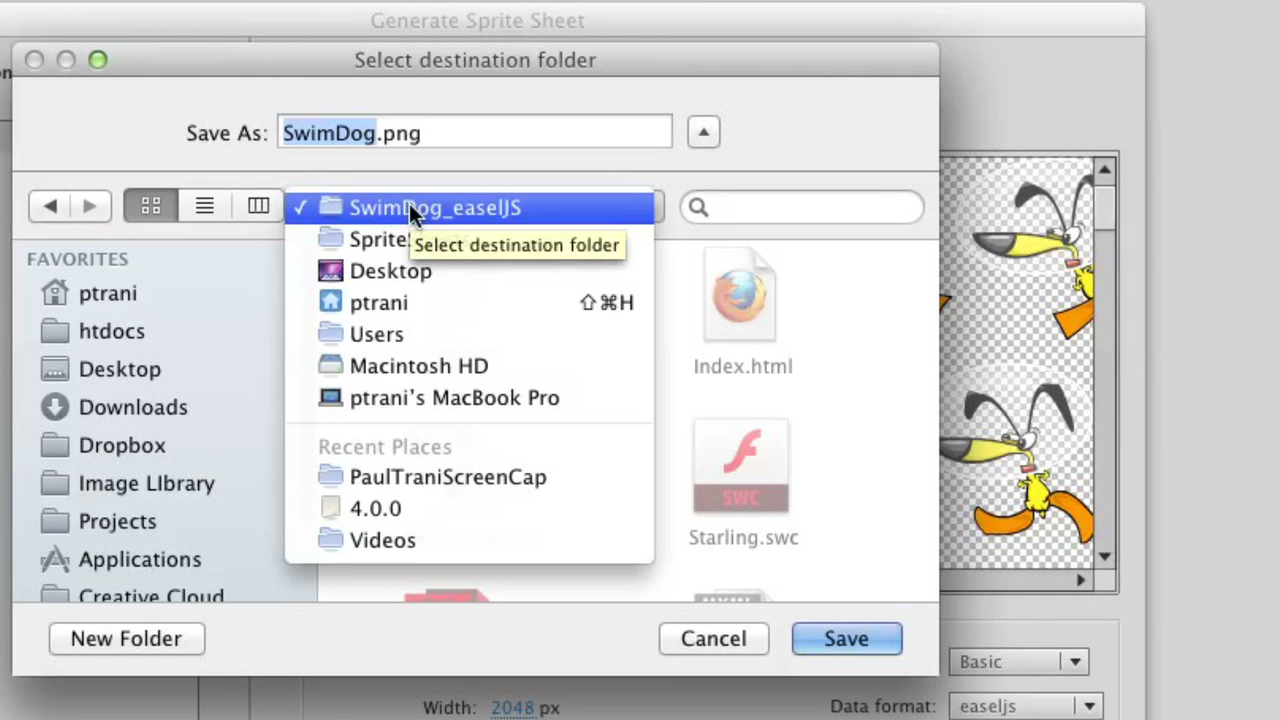 Generate Sprite Sheet
Select destination folder
Save As: SwimDog.png
SwimDog_easelJS
Sprite
Select destination folder
Desktop
ptrani ⇧⌘H
Users
Macintosh HD
ptrani's MacBook Pro
Recent Places
PaulTraniScreenCap
4.0.0
Videos
FAVORITES
ptrani
htdocs
Desktop
Downloads
Dropbox
Image LIbrary
Projects
Applications
Creative Cloud
Index.html
SWC
Starling.swc
New Folder
Cancel
Save
Basic
Width: 2048 px
Data format: easeljs